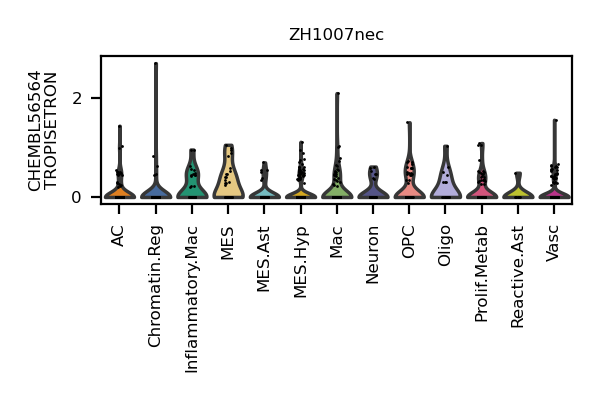 ZH1007nec
CHEMBL56564
TROPISETRON
2
0
AC
Chromatin.Reg
Inflammatory.Mac
MES
MES.Ast
MES.Hyp
Mac
Neuron
OPC
Oligo
Prolif.Metab
Reactive.Ast
Vasc